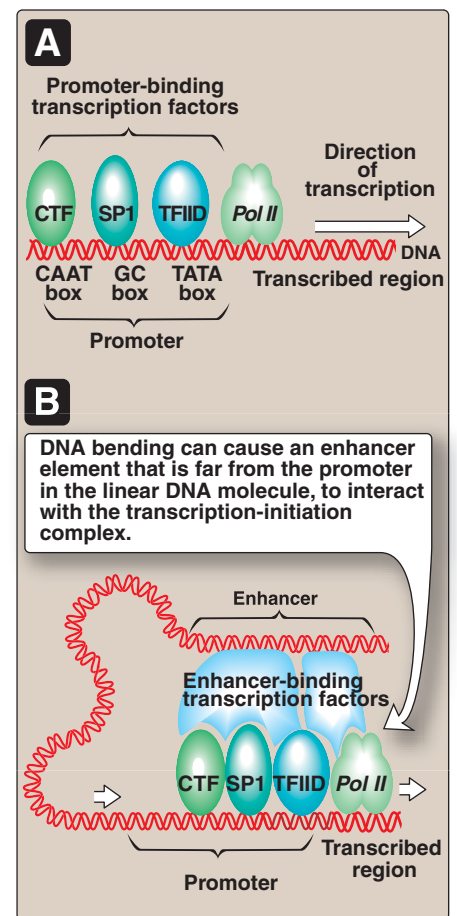 A
Promoter-binding
transcription factors
Direction
of
transcription
CTF
SP1
TFIID
Pol II
DNA
CAAT
box
GC
box
TATA
box
Transcribed region
Promoter
B
DNA bending can cause an enhancer
element that is far from the promoter
in the linear DNA molecule, to interact
with the transcription-initiation
complex.
Enhancer
Enhancer-binding
transcription factors
CTF
SP1
TFIID
Pol II
Transcribed
region
Promoter